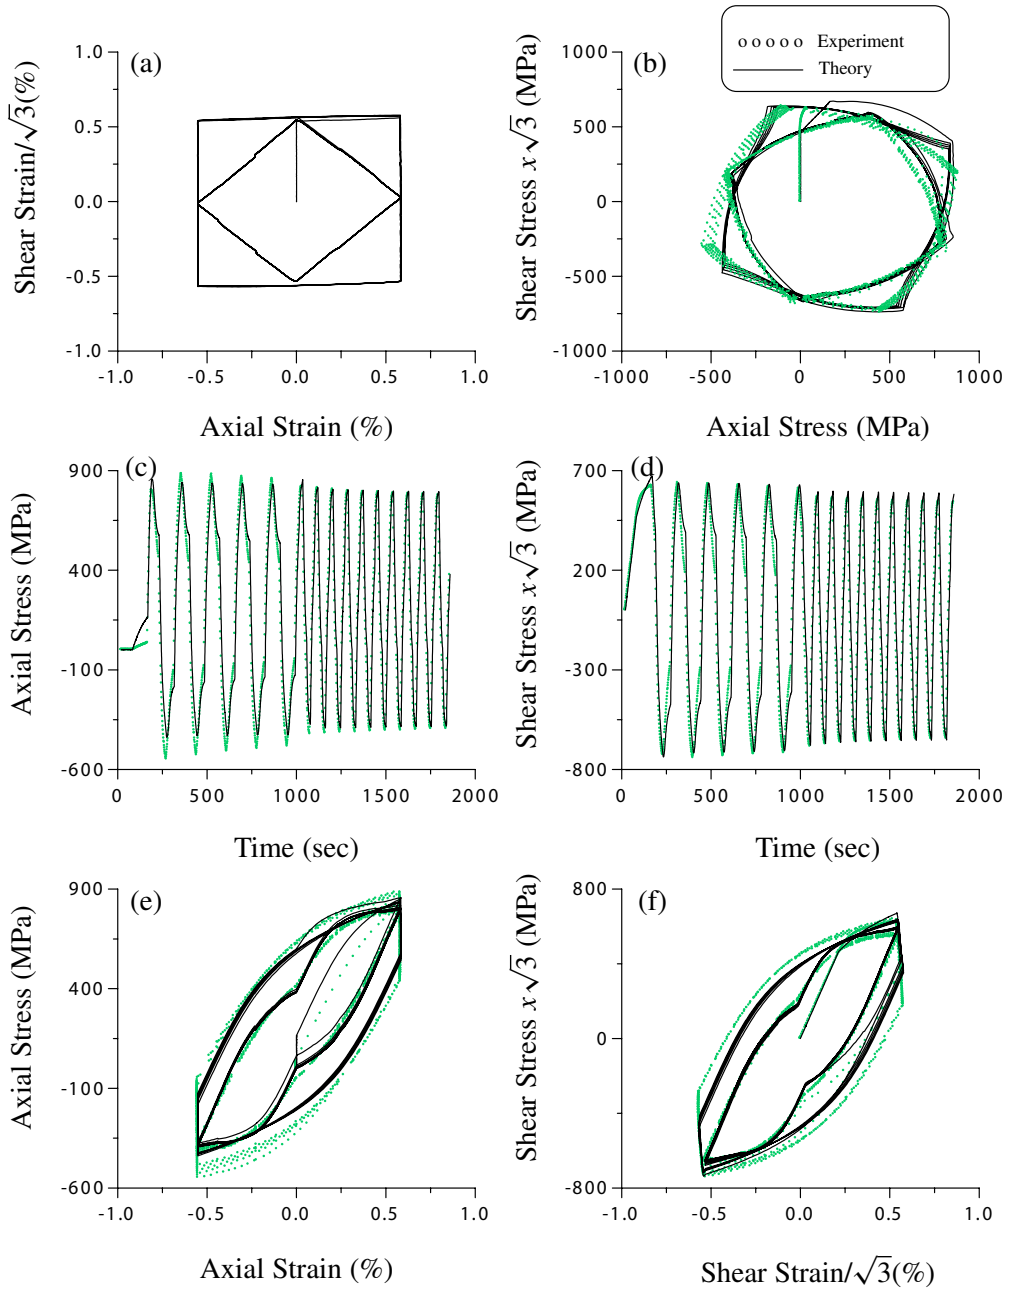 ooooo Experiment
Theory
(a)
Shear Strain/√3(%)
1.0
0.5
0.0
-0.5
-1.0
-1.0 -0.5 0.0 0.5 1.0
Axial Strain (%)
(b)
Shear Stress x√3 (MPa)
1000
500
0
-500
-1000
-1000 -500 0 500 1000
Axial Stress (MPa)
(c)
Axial Stress (MPa)
900
400
-100
-600
0 500 1000 1500 2000
Time (sec)
(d)
Shear Stress x√3 (MPa)
700
200
-300
-800
0 500 1000 1500 2000
Time (sec)
(e)
Axial Stress (MPa)
900
400
-100
-600
-1.0 -0.5 0.0 0.5 1.0
Axial Strain (%)
(f)
Shear Stress x√3 (MPa)
800
400
0
-400
-800
-1.0 -0.5 0.0 0.5 1.0
Shear Strain/√3(%)